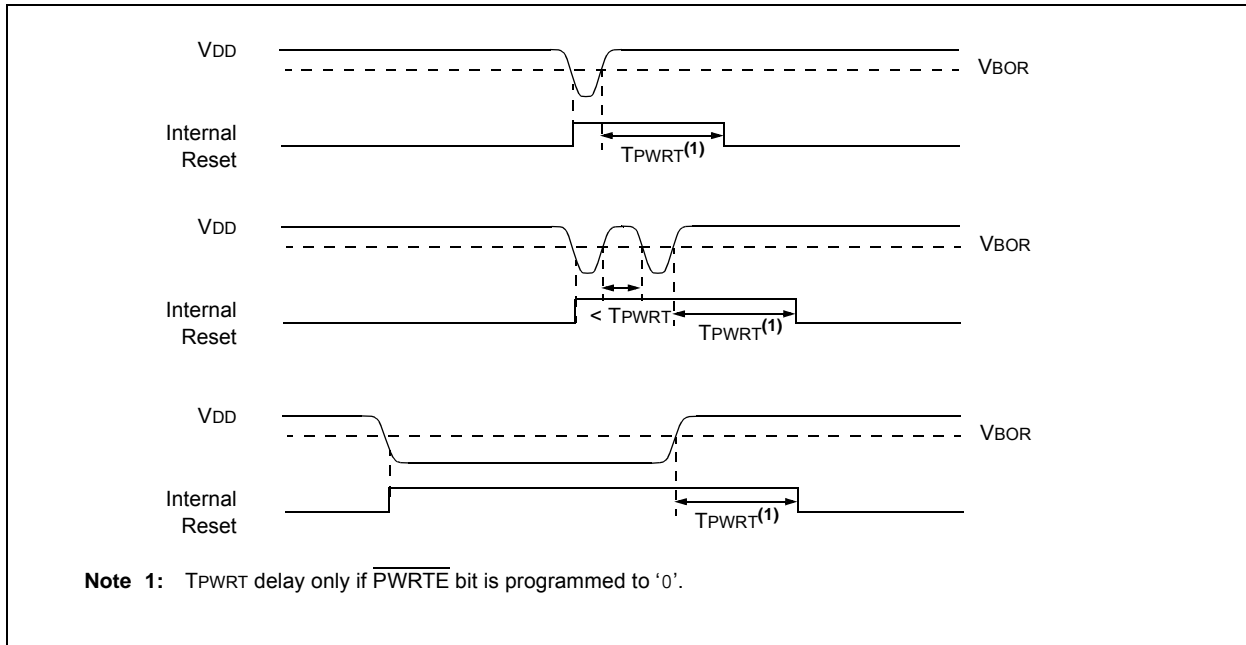 VDD
VBOR
Internal
Reset
TPWRT(1)
VDD
VBOR
Internal
Reset
< TPWRT
TPWRT(1)
VDD
VBOR
Internal
Reset
TPWRT(1)
Note 1: TPWRT delay only if PWRTE bit is programmed to ‘0’.